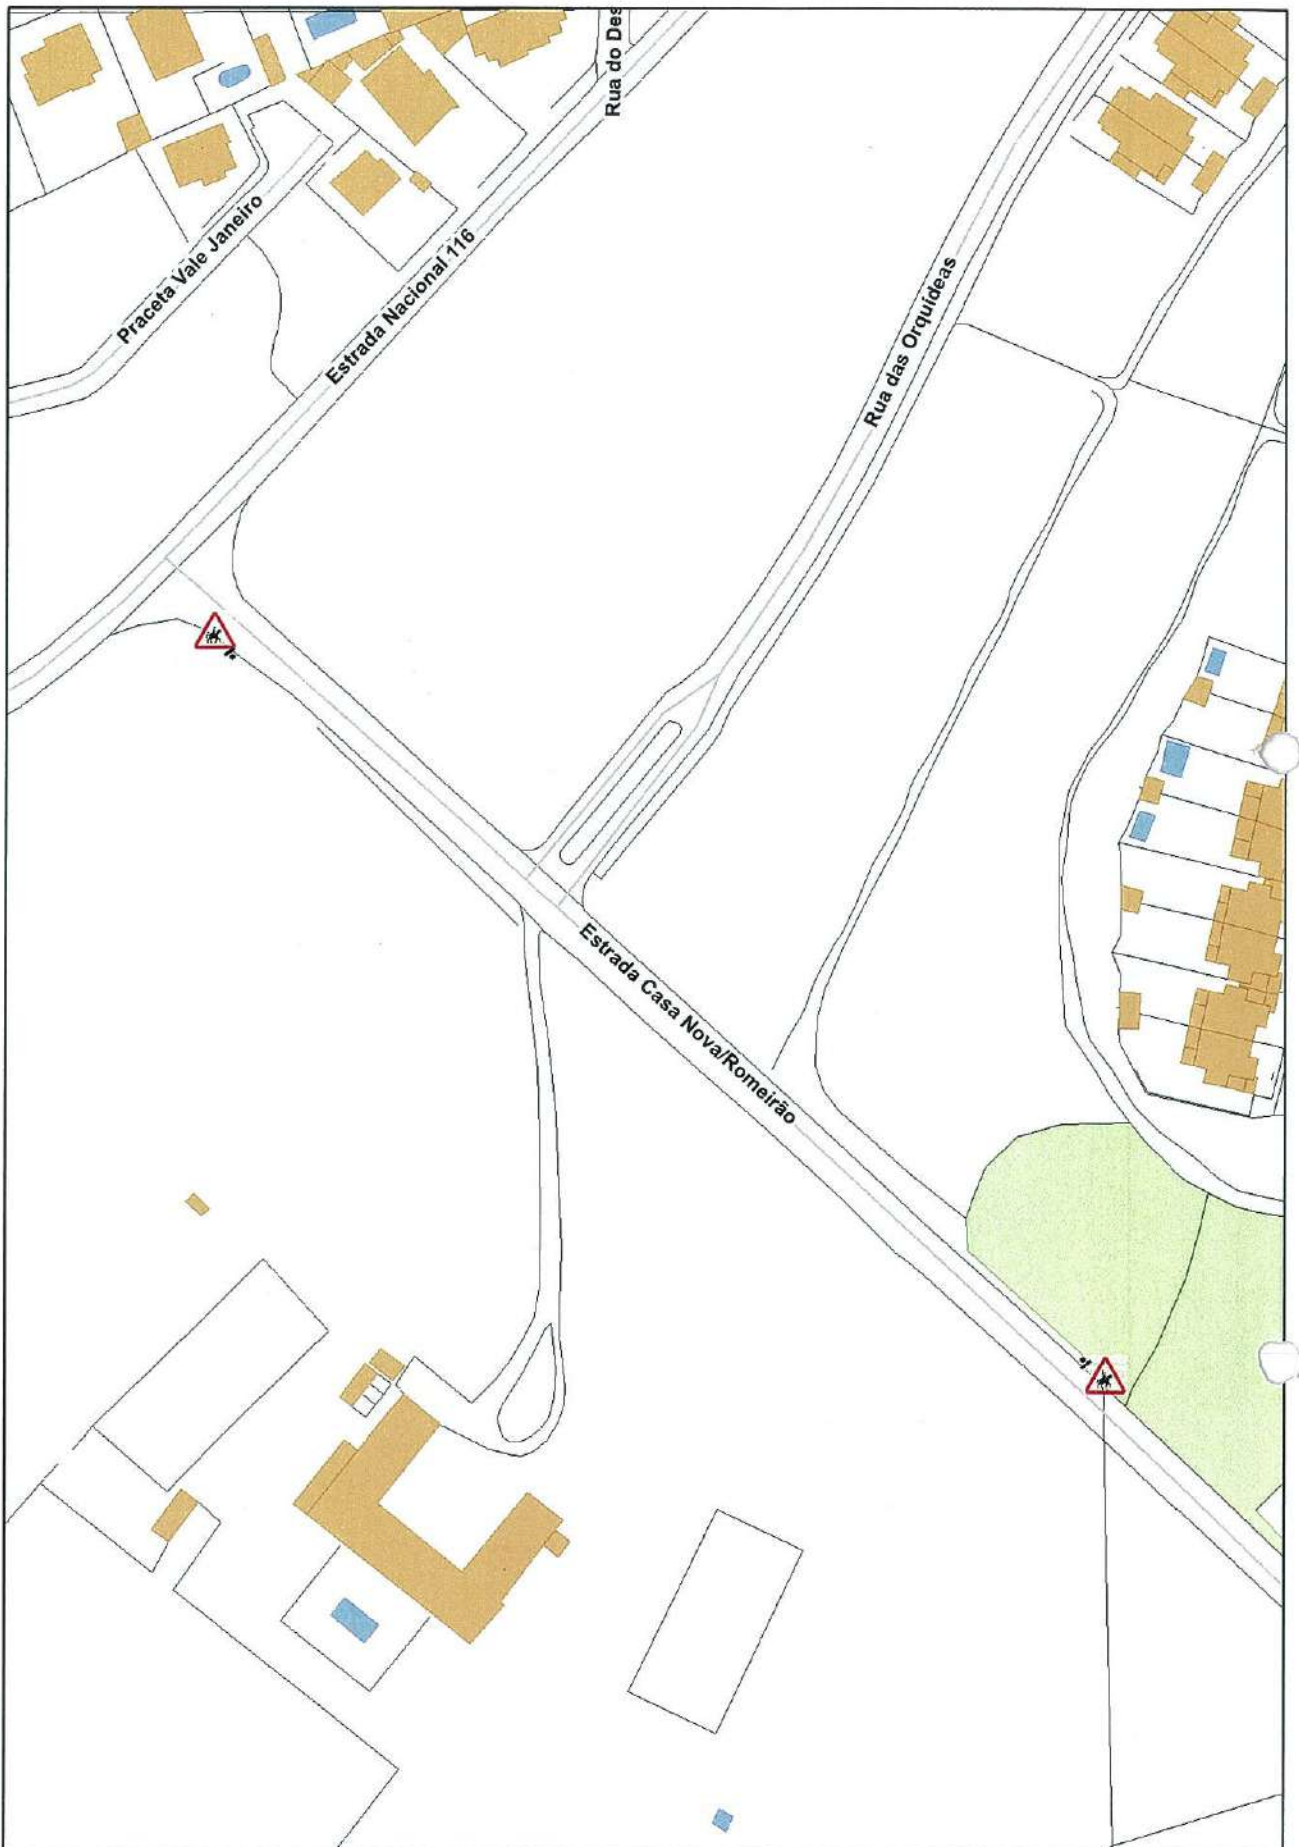 Rua do Des
Praceta Vale Janeiro
Estrada Nacional 116
Rua das Orquídeas
Estrada Casa Nova/Romeirão